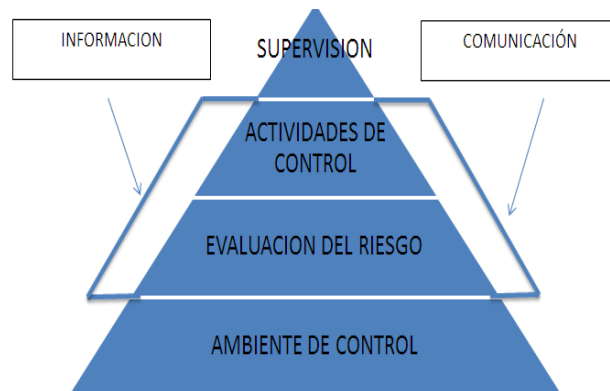 INFORMACION
SUPERVISION
COMUNICACIÓN
ACTIVIDADES DE
CONTROL
EVALUACION DEL RIESGO
AMBIENTE DE CONTROL